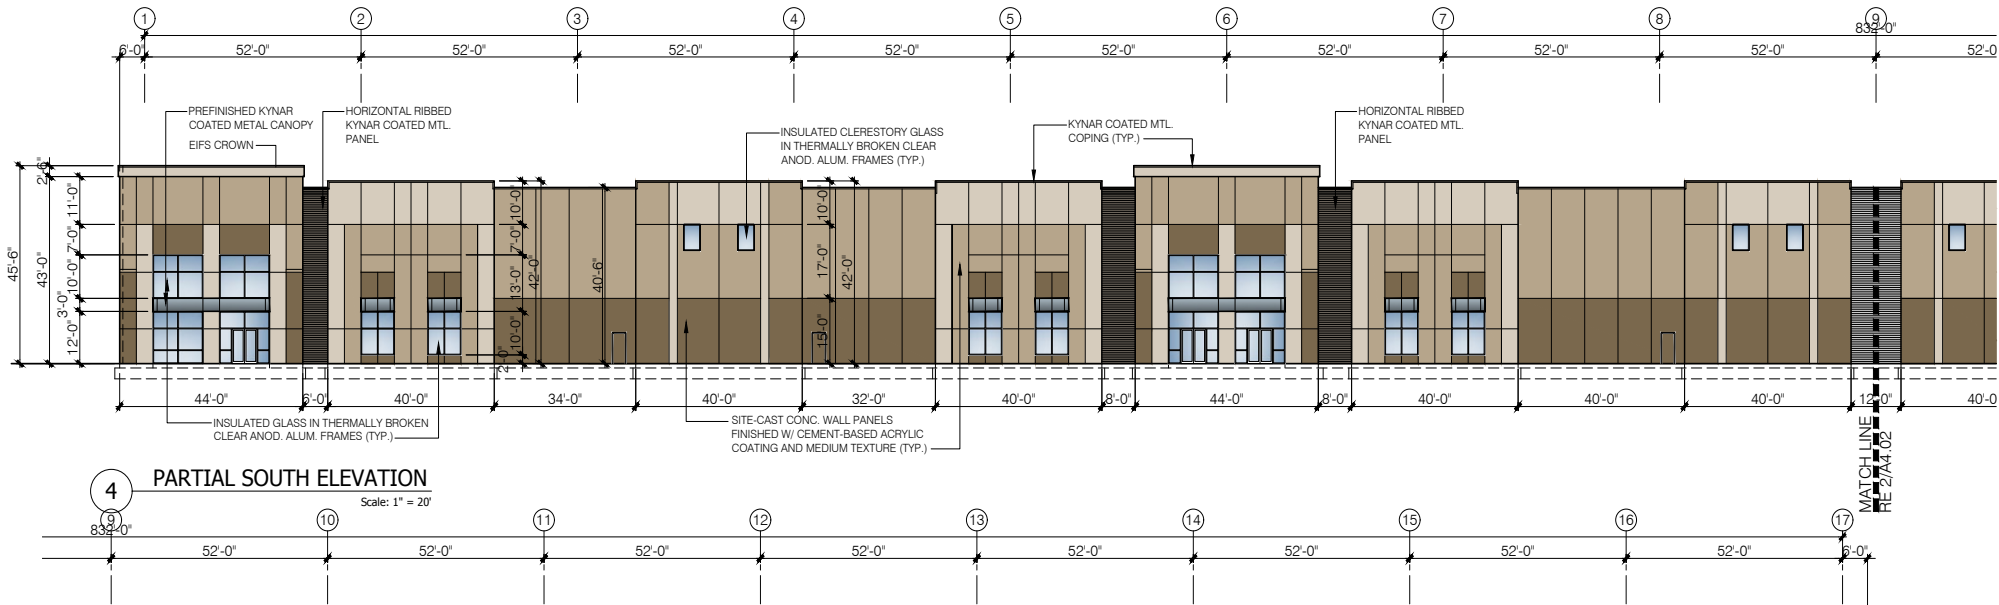 1 2 3 4 5 6 7 8 9
832'-0"
6'-0" 52'-0" 52'-0" 52'-0" 52'-0" 52'-0" 52'-0" 52'-0" 52'-0" 52'-0
PREFINISHED KYNAR
COATED METAL CANOPY
EIFS CROWN
HORIZONTAL RIBBED
KYNAR COATED MTL.
PANEL
INSULATED CLERESTORY GLASS
IN THERMALLY BROKEN CLEAR
ANOD. ALUM. FRAMES (TYP.)
KYNAR COATED MTL.
COPING (TYP.)
HORIZONTAL RIBBED
KYNAR COATED MTL.
PANEL
45'-6"
2'-6"
43'-0"
11'-0"
7'-0"
10'-0"
3'-0"
12'-0"
10'-0"
7'-0"
13'-0"
10'-0"
2'-0"
42'-0"
40'-6"
10'-0"
17'-0"
15'-0"
42'-0"
44'-0" 6'-0" 40'-0" 34'-0" 40'-0" 32'-0" 40'-0" 8'-0" 44'-0" 8'-0" 40'-0" 40'-0" 40'-0" 12'-0" 40'-0
INSULATED GLASS IN THERMALLY BROKEN
CLEAR ANOD. ALUM. FRAMES (TYP.)
SITE-CAST CONC. WALL PANELS
FINISHED W/ CEMENT-BASED ACRYLIC
COATING AND MEDIUM TEXTURE (TYP.)
MATCH LINE
RE 2/A4.02
4 PARTIAL SOUTH ELEVATION
Scale: 1" = 20'
9 10 11 12 13 14 15 16 17
832'-0"
52'-0" 52'-0" 52'-0" 52'-0" 52'-0" 52'-0" 52'-0" 52'-0" 6'-0"